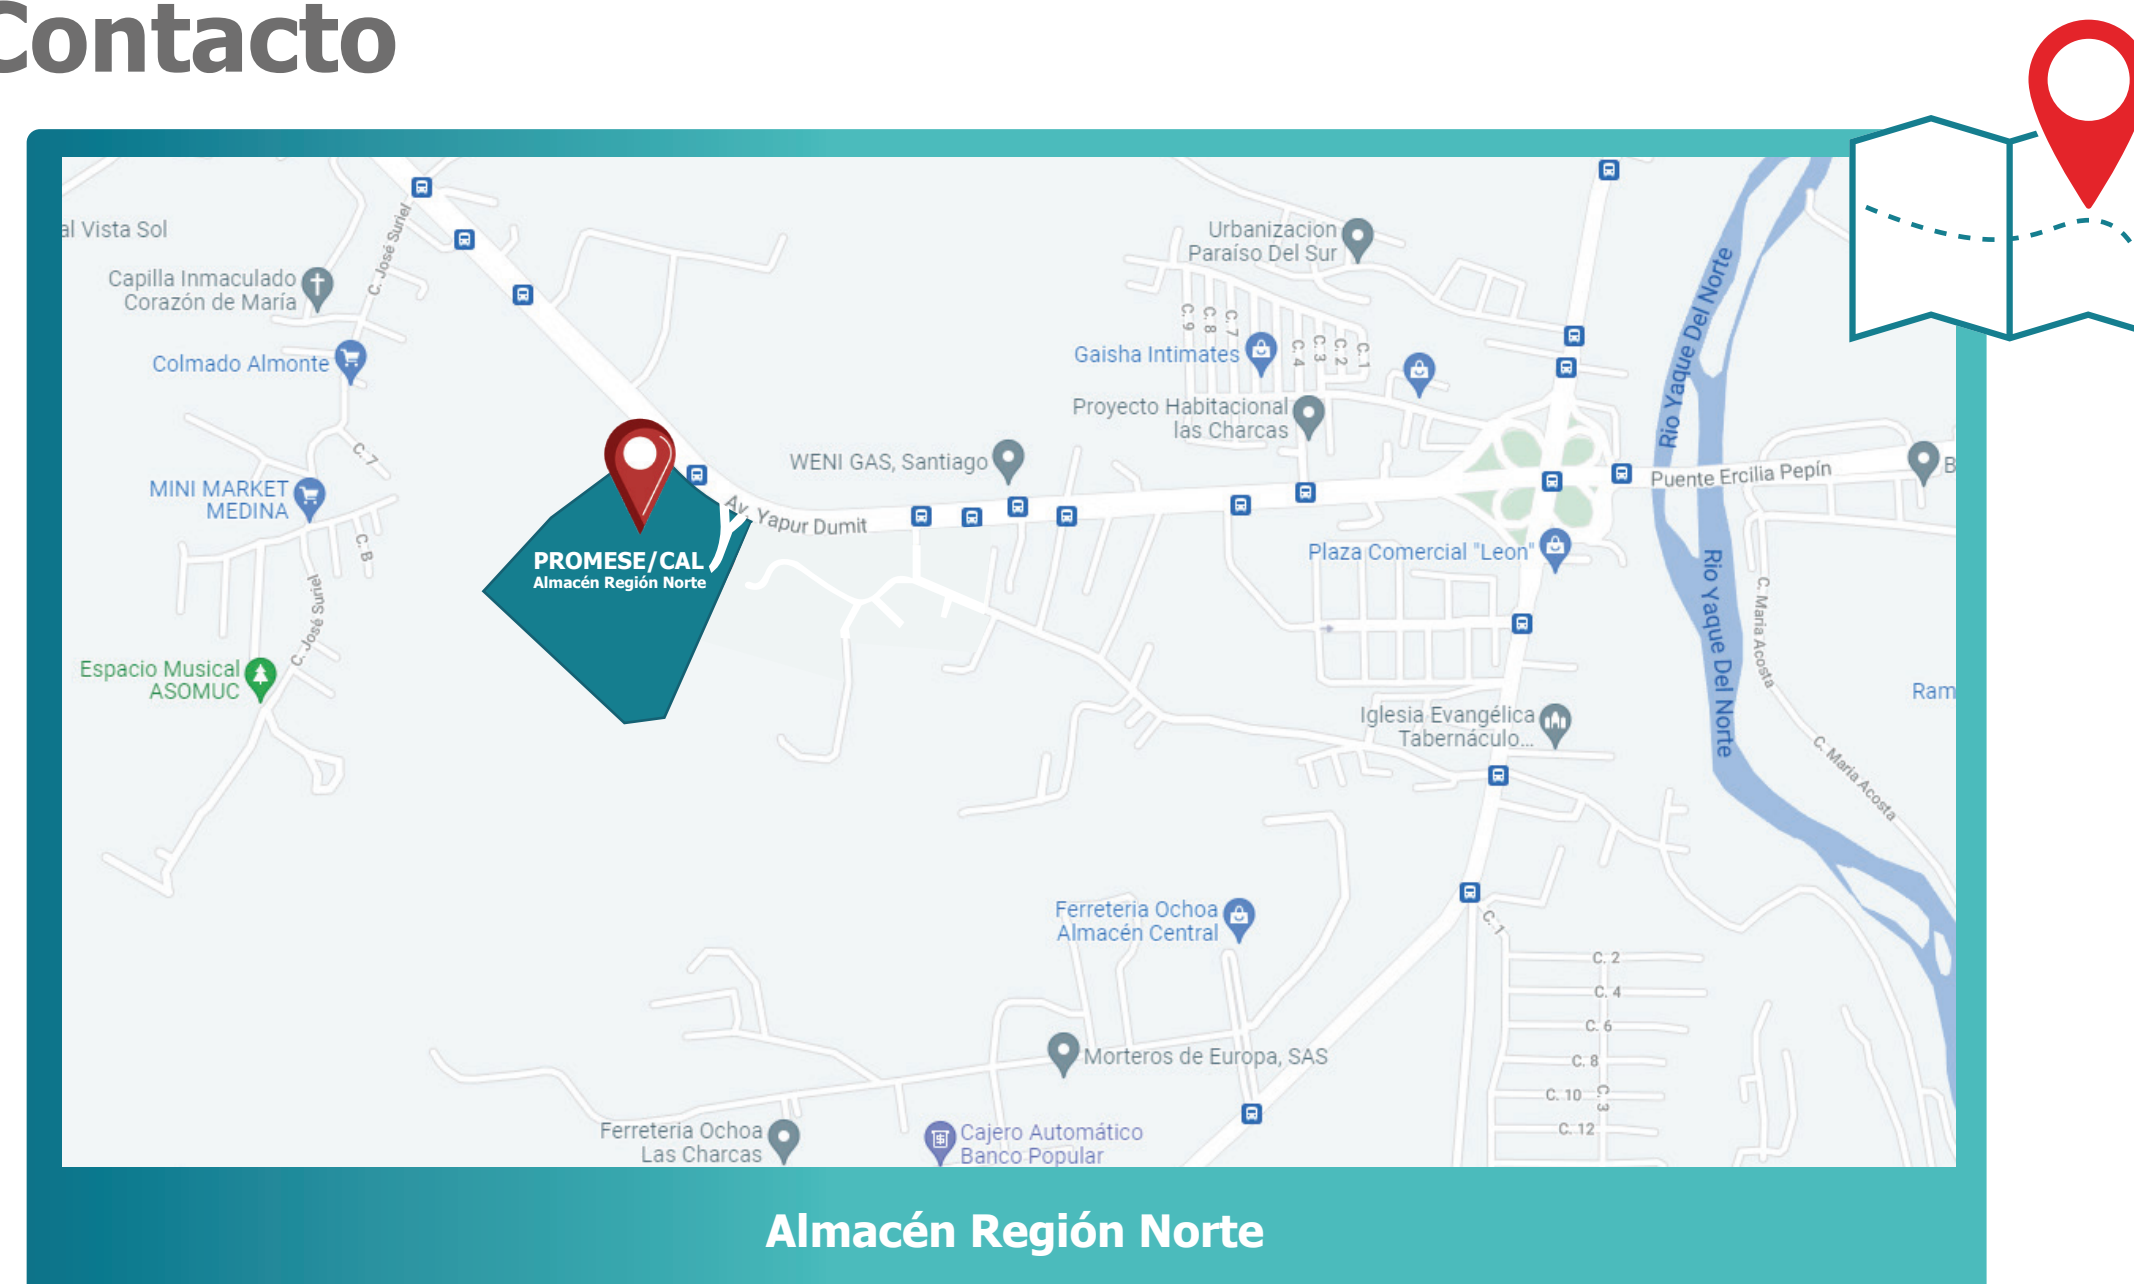 Contacto
al Vista Sol
Capilla Inmaculado
Corazón de María
C. José Suriel
Colmado Almonte
C. 7
MINI MARKET
MEDINA
C. B
C. José Suriel
Espacio Musical
ASOMUC
PROMESE/CAL
Almacén Región Norte
Av. Yapur Dumit
WENI GAS, Santiago
Urbanizacion
Paraíso Del Sur
C. 9
C. 8
C. 7
C. 4
C. 3
C. 2
C. 1
Gaisha Intimates
Proyecto Habitacional
las Charcas
Rio Yaque Del Norte
Puente Ercilia Pepín
B
Plaza Comercial "Leon"
Rio Yaque Del Norte
C. Maria Acosta
Ram
Iglesia Evangélica
Tabernáculo...
C. Maria Acosta
Ferreteria Ochoa
Almacén Central
C. 1
C. 2
C. 4
C. 6
C. 8
C. 10
C. 3
C. 12
Morteros de Europa, SAS
Ferreteria Ochoa
Las Charcas
Cajero Automático
Banco Popular
Almacén Región Norte